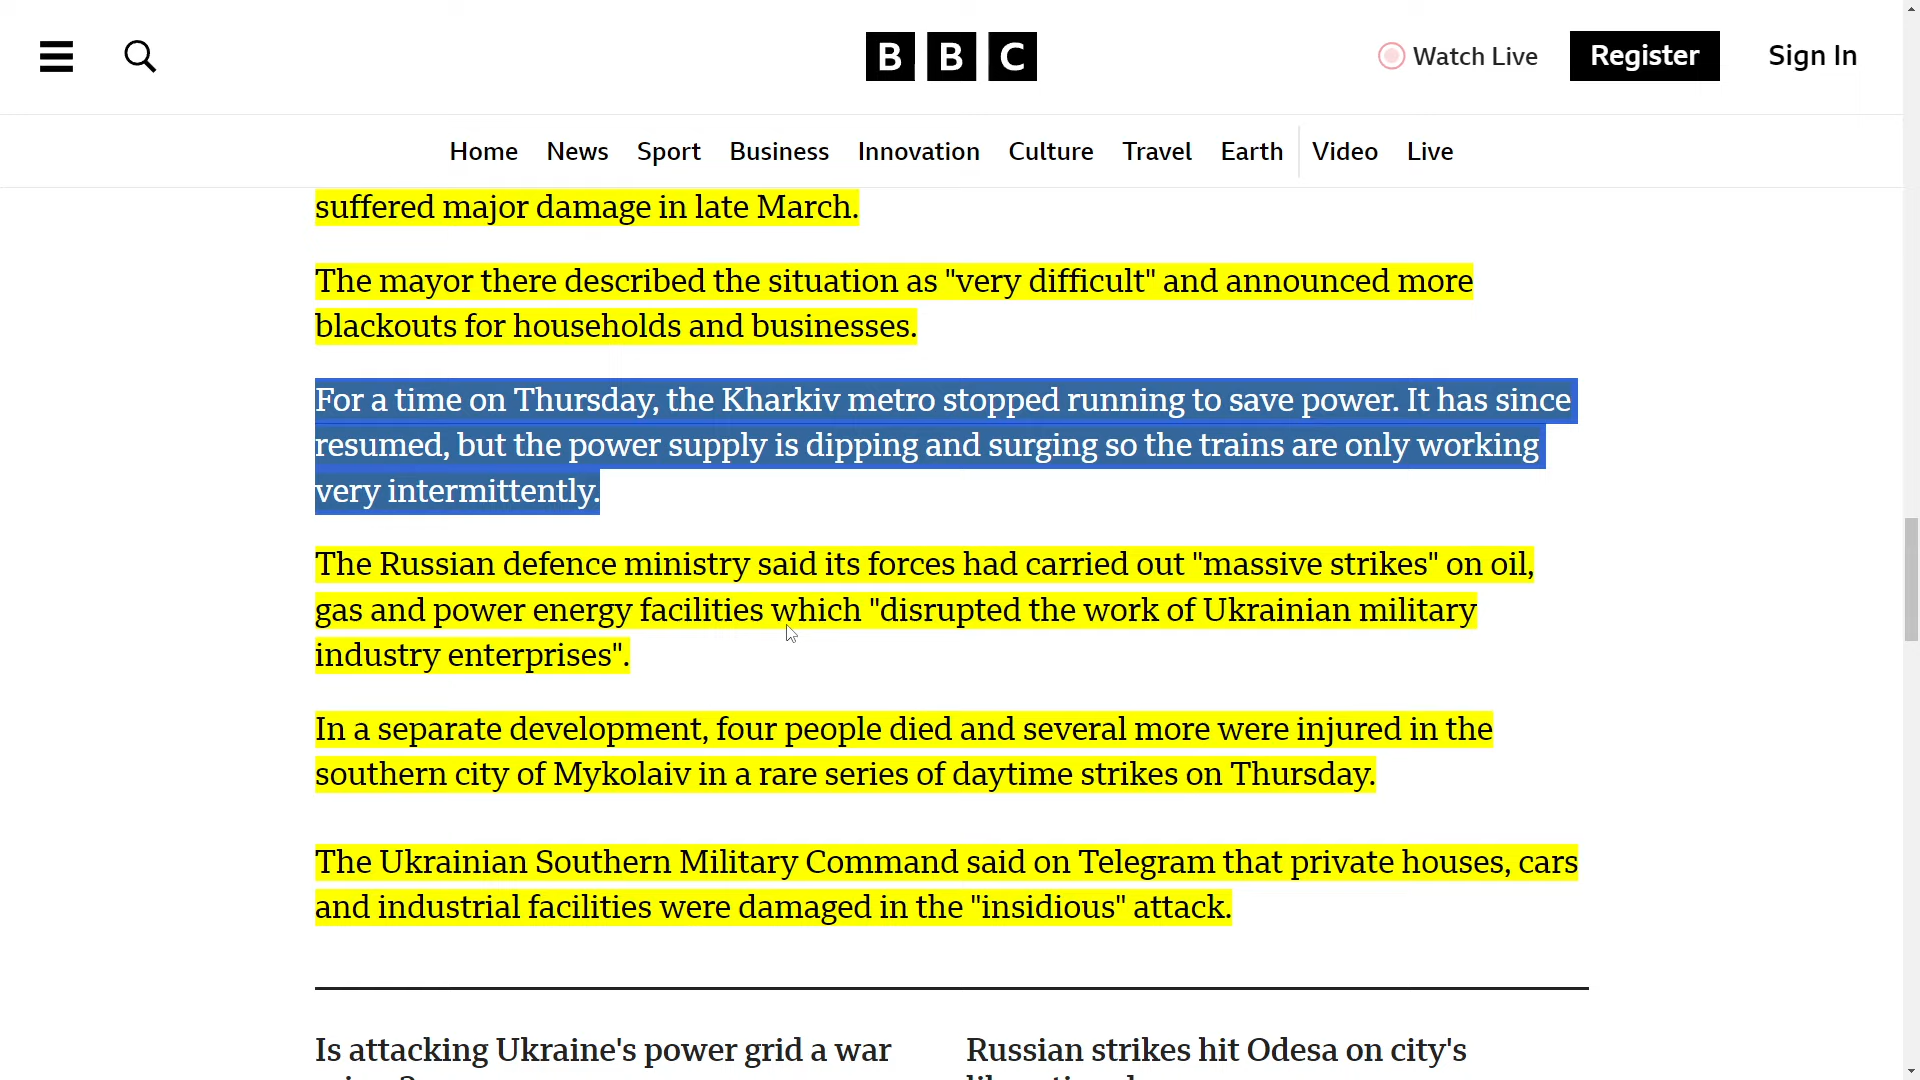 BBC
Watch Live
Register
Sign In
Home
News
Sport
Business
Innovation
Culture
Travel
Earth
Video
Live
suffered major damage in late March.
The mayor there described the situation as "very difficult" and announced more
blackouts for households and businesses.
For a time on Thursday, the Kharkiv metro stopped running to save power. It has since
resumed, but the power supply is dipping and surging so the trains are only working
very intermittently.
The Russian defence ministry said its forces had carried out "massive strikes" on oil,
gas and power energy facilities which "disrupted the work of Ukrainian military
industry enterprises".
In a separate development, four people died and several more were injured in the
southern city of Mykolaiv in a rare series of daytime strikes on Thursday.
The Ukrainian Southern Military Command said on Telegram that private houses, cars
and industrial facilities were damaged in the "insidious" attack.
Is attacking Ukraine's power grid a war
Russian strikes hit Odesa on city's